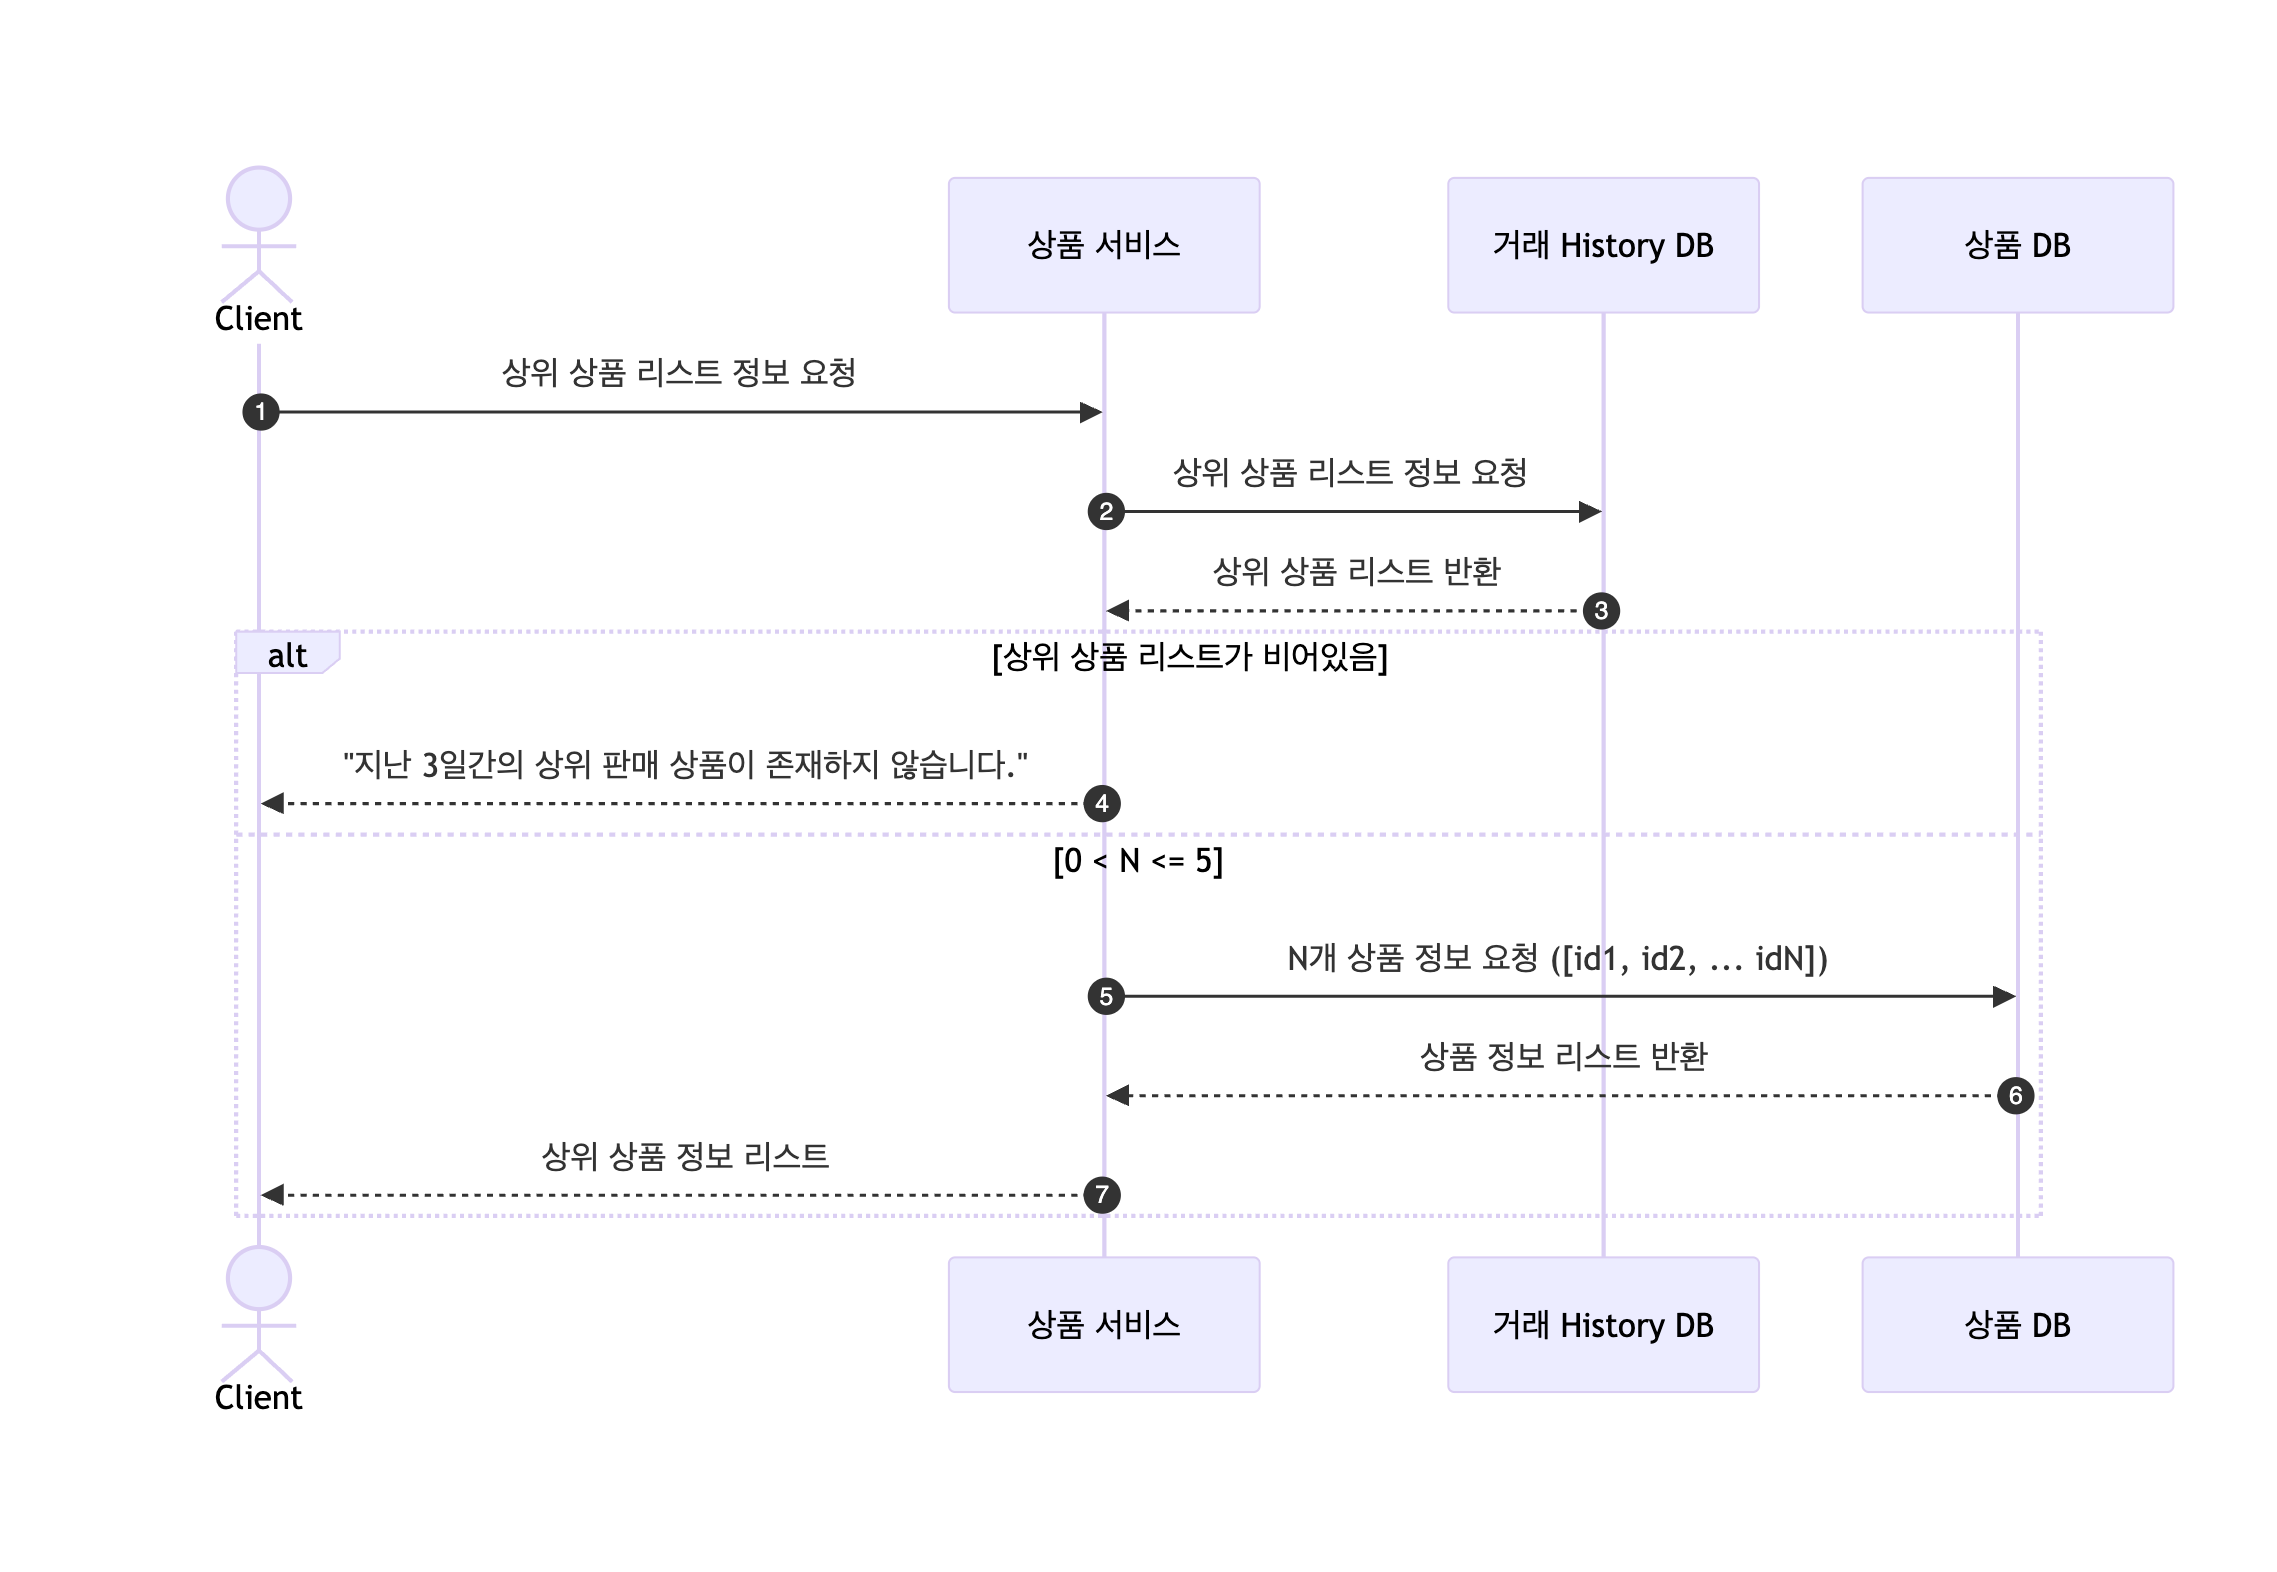 Client
상품 서비스
거래 History DB
상품 DB
상위 상품 리스트 정보 요청
1
상위 상품 리스트 정보 요청
2
상위 상품 리스트 반환
3
alt
[상위 상품 리스트가 비어있음]
"지난 3일간의 상위 판매 상품이 존재하지 않습니다."
4
[0 < N <= 5]
N개 상품 정보 요청 ([id1, id2, ... idN])
5
상품 정보 리스트 반환
6
상위 상품 정보 리스트
7
Client
상품 서비스
거래 History DB
상품 DB